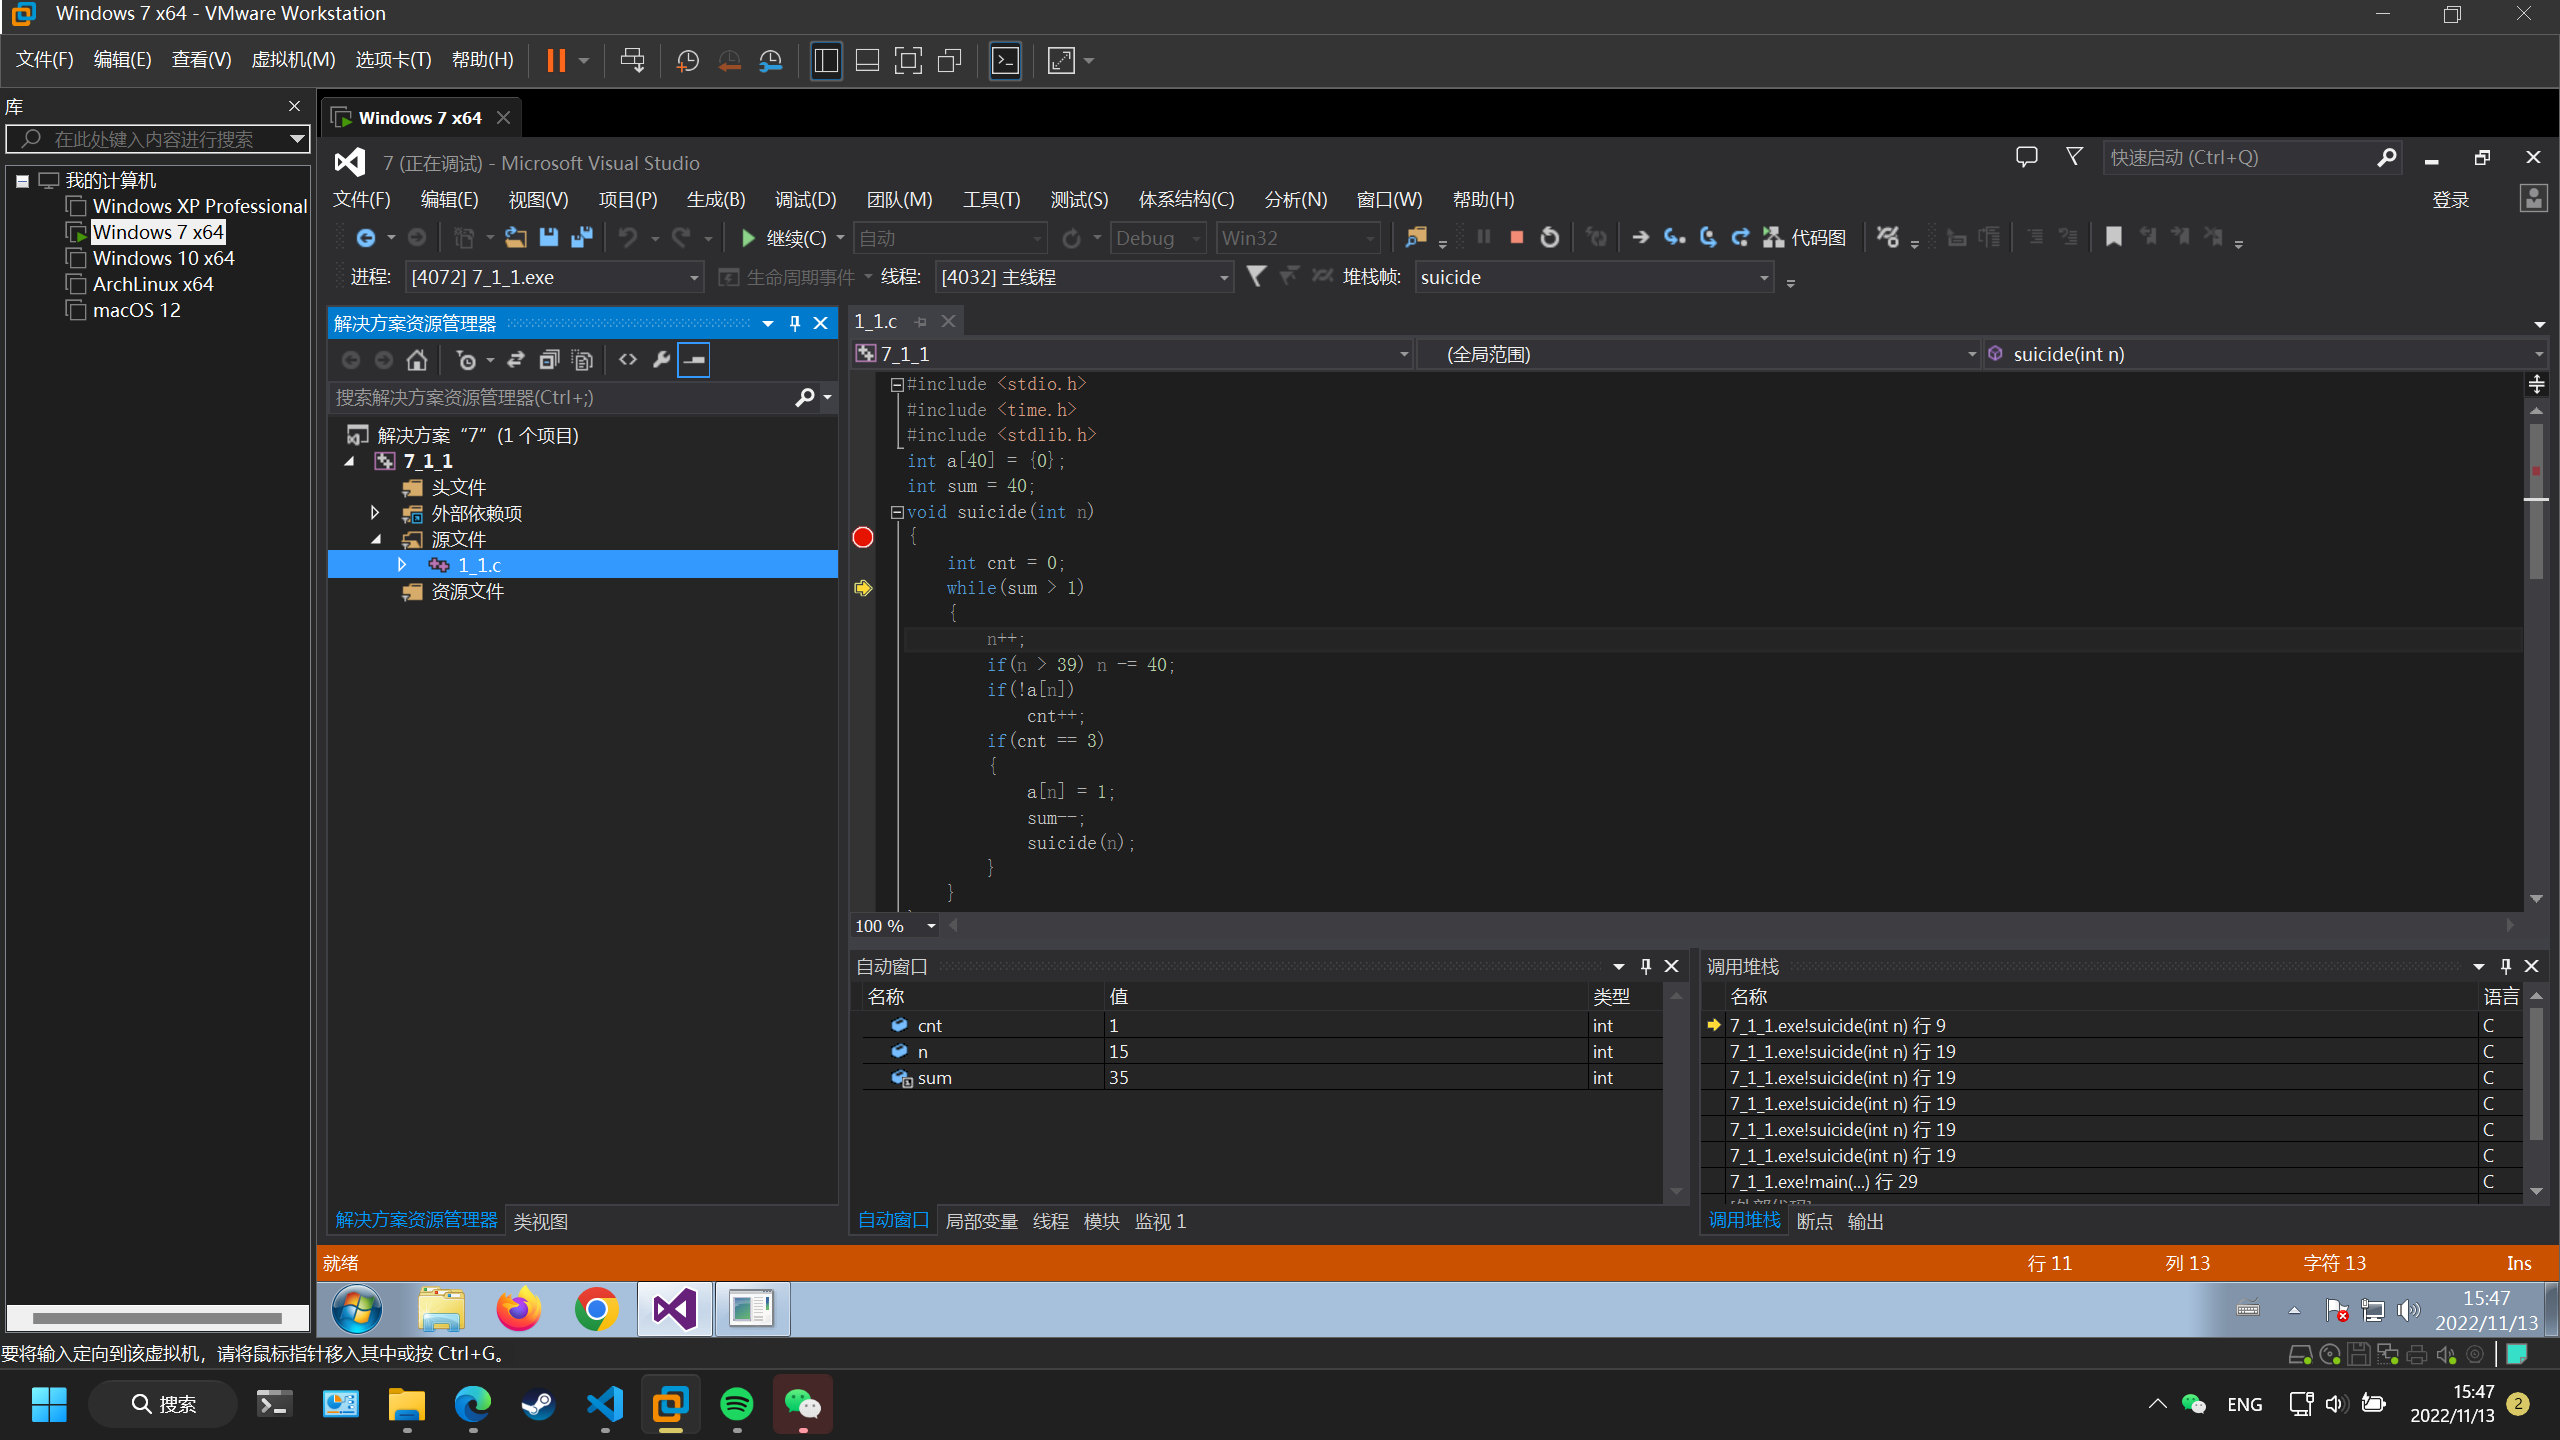 Windows 7 x64 - VMware Workstation
文件(F) 编辑(E) 查看(V) 虚拟机(M) 选项卡(T) 帮助(H)
库
在此处键入内容进行搜索
我的计算机
Windows XP Professional
Windows 7 x64
Windows 10 x64
ArchLinux x64
macOS 12
Windows 7 x64
7 (正在调试) - Microsoft Visual Studio
快速启动 (Ctrl+Q)
文件(F) 编辑(E) 视图(V) 项目(P) 生成(B) 调试(D) 团队(M) 工具(T) 测试(S) 体系结构(C) 分析(N) 窗口(W) 帮助(H)
登录
继续(C) 自动 Debug Win32 代码图
进程: [4072] 7_1_1.exe 生命周期事件 线程: [4032] 主线程 堆栈帧: suicide
解决方案资源管理器
搜索解决方案资源管理器(Ctrl+;)
解决方案“7”(1 个项目)
7_1_1
头文件
外部依赖项
源文件
1_1.c
资源文件
解决方案资源管理器 类视图
1_1.c
7_1_1 (全局范围) suicide(int n)
#include <stdio.h>
#include <time.h>
#include <stdlib.h>
int a[40] = {0};
int sum = 40;
void suicide(int n)
{
int cnt = 0;
while(sum > 1)
{
n++;
if(n > 39) n -= 40;
if(!a[n])
cnt++;
if(cnt == 3)
{
a[n] = 1;
sum--;
suicide(n);
}
}
100 %
自动窗口
名称 值 类型
cnt 1 int
n 15 int
sum 35 int
自动窗口 局部变量 线程 模块 监视 1
调用堆栈
名称 语言
7_1_1.exe!suicide(int n) 行 9 C
7_1_1.exe!suicide(int n) 行 19 C
7_1_1.exe!suicide(int n) 行 19 C
7_1_1.exe!suicide(int n) 行 19 C
7_1_1.exe!suicide(int n) 行 19 C
7_1_1.exe!suicide(int n) 行 19 C
7_1_1.exe!main(...) 行 29 C
调用堆栈 断点 输出
就绪 行 11 列 13 字符 13 Ins
15:47
2022/11/13
要将输入定向到该虚拟机，请将鼠标指针移入其中或按 Ctrl+G。
搜索
ENG
15:47
2022/11/13
2